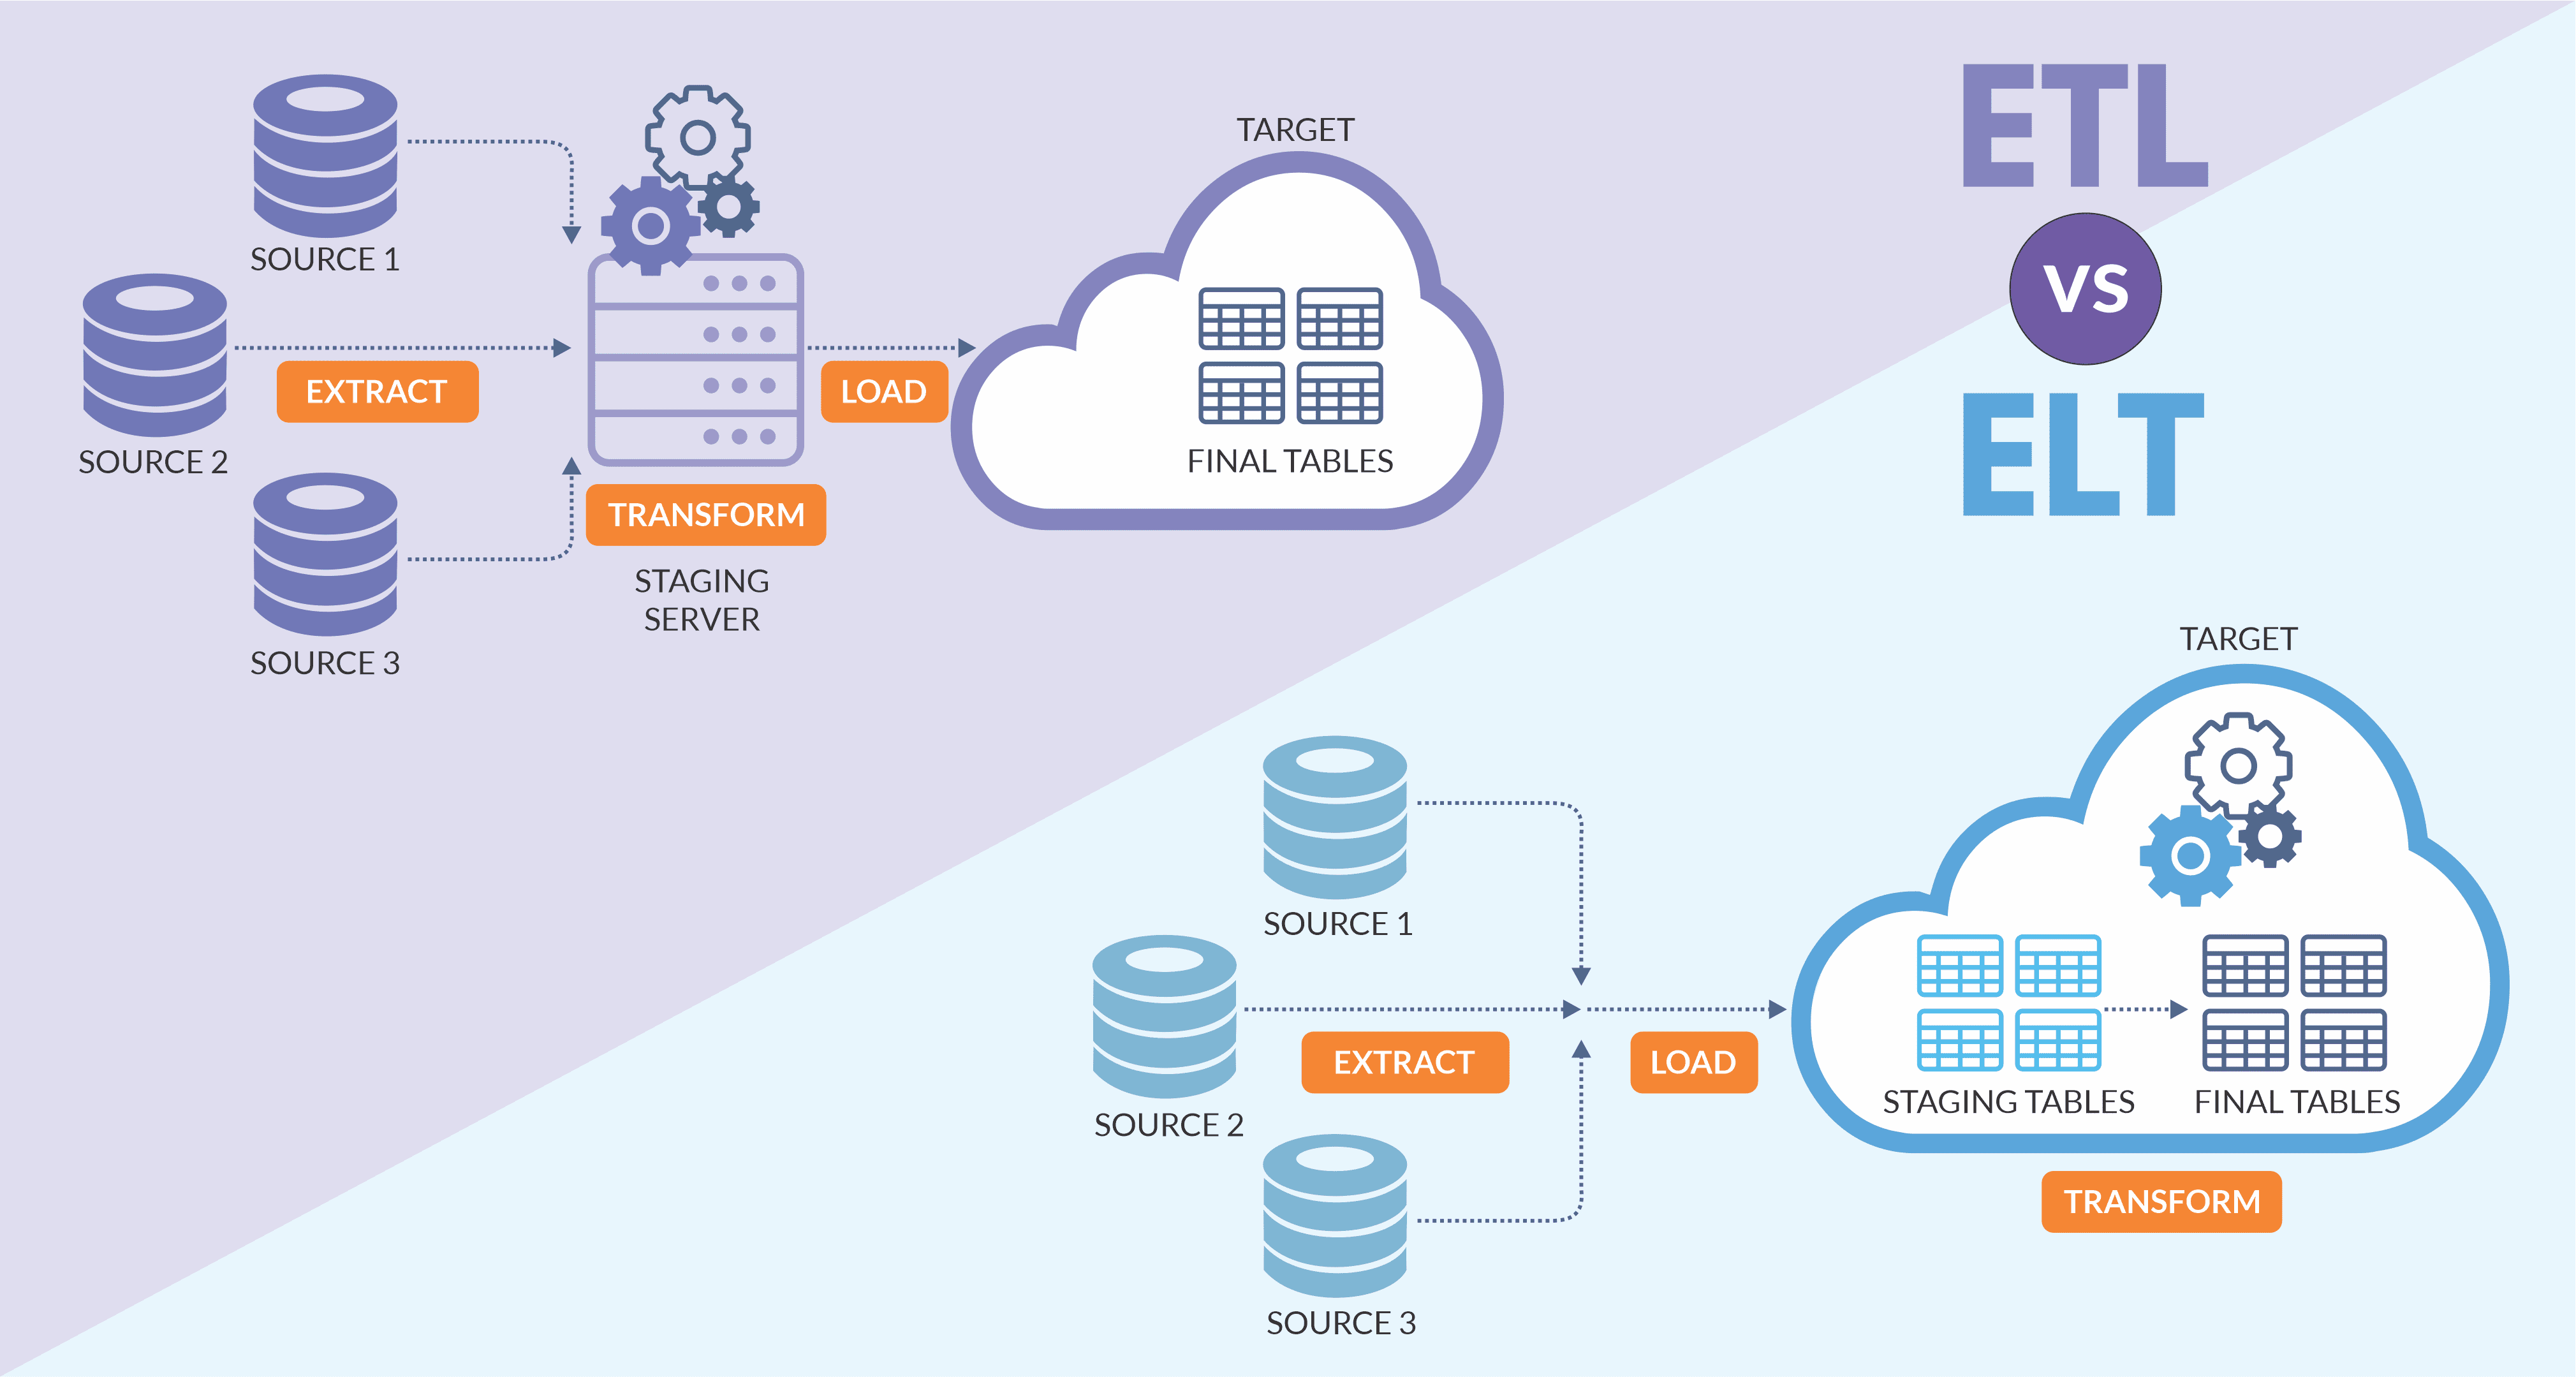 ETL
VS
ELT
SOURCE 1
SOURCE 2
SOURCE 3
EXTRACT
TRANSFORM
STAGING
SERVER
LOAD
TARGET
FINAL TABLES
SOURCE 1
SOURCE 2
SOURCE 3
EXTRACT
LOAD
TARGET
STAGING TABLES
FINAL TABLES
TRANSFORM